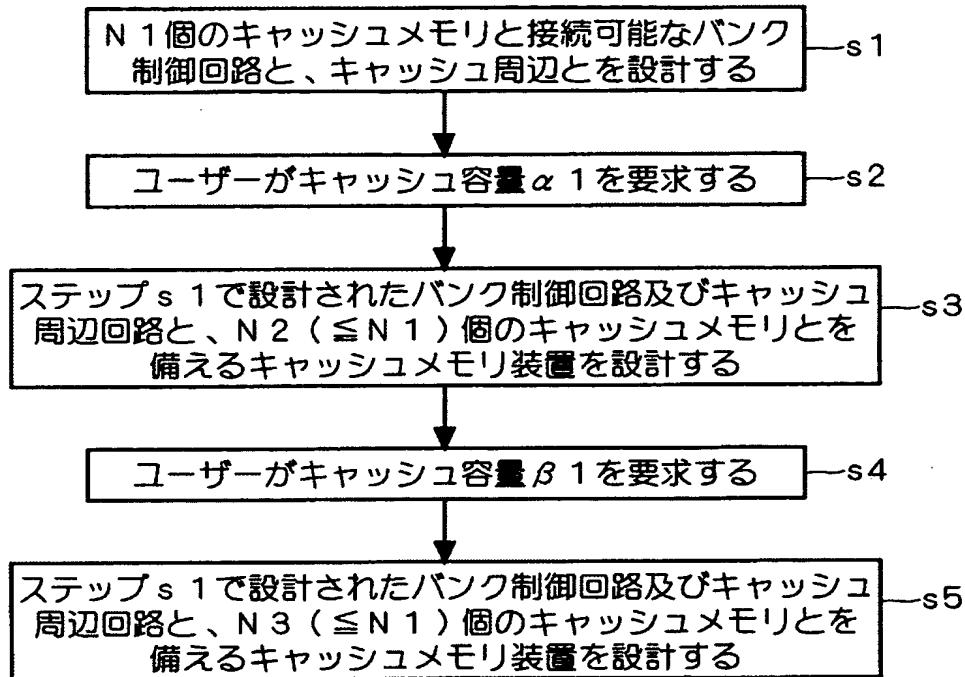 N1個のキャッシュメモリと接続可能なバンク
制御回路と、キャッシュ周辺とを設計する
s1
ユーザーがキャッシュ容量α1を要求する
s2
ステップs1で設計されたバンク制御回路及びキャッシュ
周辺回路と、N2(≦N1)個のキャッシュメモリとを
備えるキャッシュメモリ装置を設計する
s3
ユーザーがキャッシュ容量β1を要求する
s4
ステップs1で設計されたバンク制御回路及びキャッシュ
周辺回路と、N3(≦N1)個のキャッシュメモリとを
備えるキャッシュメモリ装置を設計する
s5